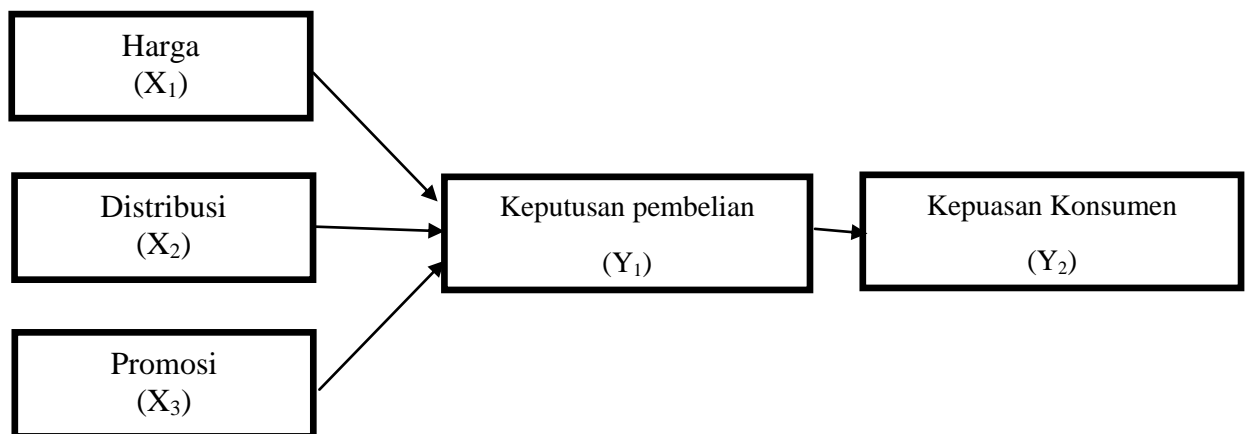 Harga
(X₁)
Distribusi
(X₂)
Promosi
(X₃)
Keputusan pembelian
(Y₁)
Kepuasan Konsumen
(Y₂)